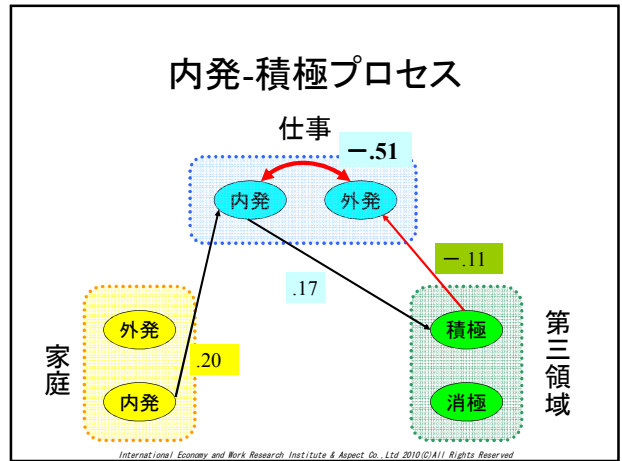 内発-積極プロセス
仕事
－.51
内発
外発
－.11
.17
外発
積極
家庭
第三領域
.20
内発
消極
International Economy and Work Research Institute & Aspect Co.,Ltd 2010(C)All Rights Reserved